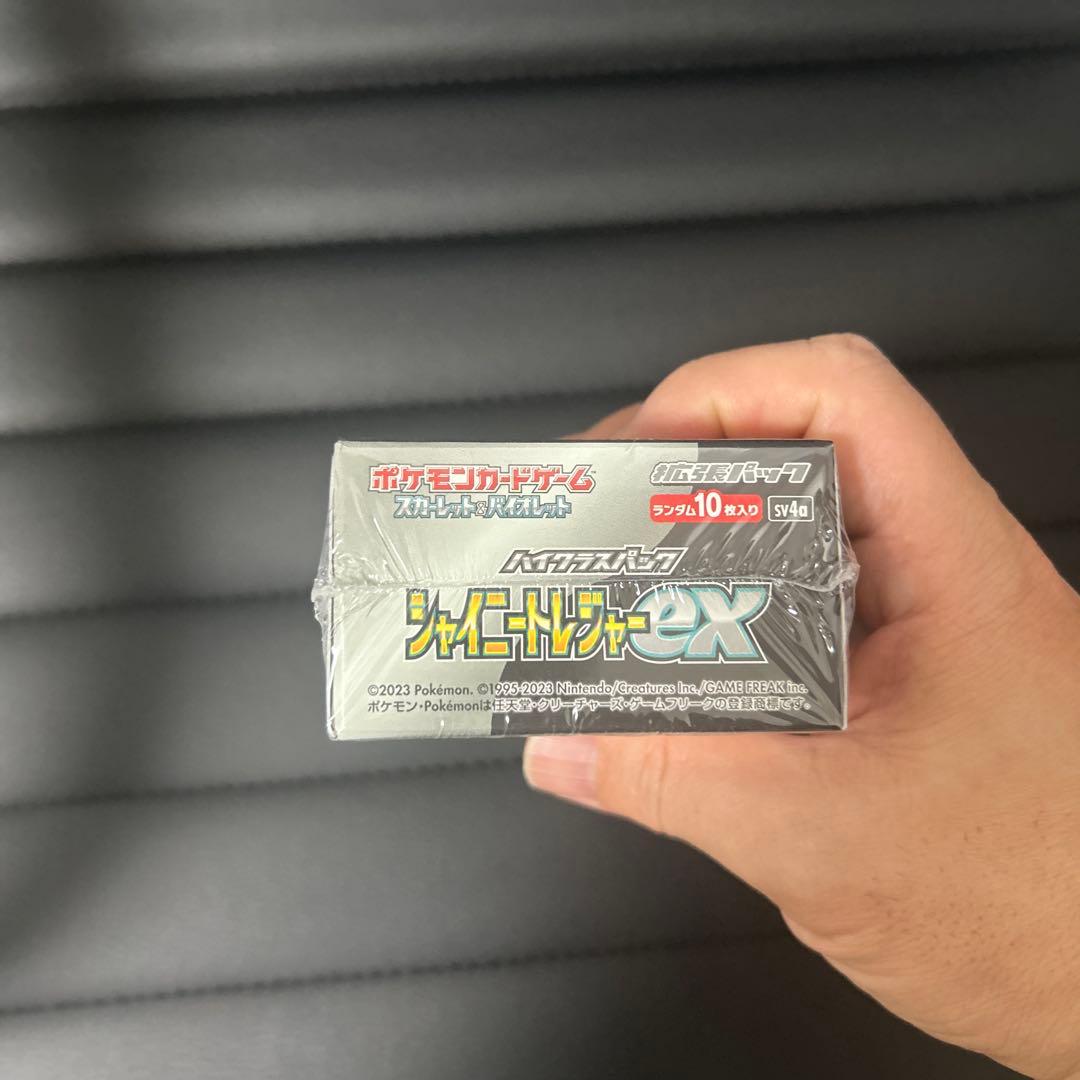 ポケモンカードゲーム
スカーレット&バイオレット
拡張パック
ランダム10枚入り
SV4a
ハイクラスパック
シャイニートレジャーex
©2023 Pokémon. ©1995-2023 Nintendo/Creatures Inc./GAME FREAK inc.
ポケモン・Pokémonは任天堂・クリーチャーズ・ゲームフリークの登録商標です。